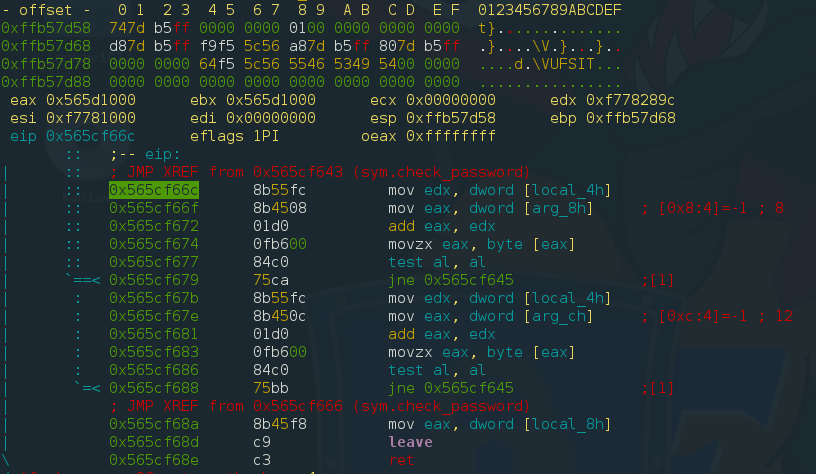 - offset -   0 1  2 3  4 5  6 7  8 9  A B  C D  E F  0123456789ABCDEF
0xffb57d58  747d b5ff 0000 0000 0100 0000 0000 0000  t}..............
0xffb57d68  d87d b5ff f9f5 5c56 a87d b5ff 807d b5ff  .}....\V.}...}..
0xffb57d78  0000 0000 64f5 5c56 5546 5349 5400 0000  ....d.\VUFSIT...
0xffb57d88  0000 0000 0000 0000 0000 0000 0000 0000  ................
eax 0x565d1000 ebx 0x565d1000 ecx 0x00000000 edx 0xf778289c
esi 0xf7781000 edi 0x00000000 esp 0xffb57d58 ebp 0xffb57d68
eip 0x565cf66c eflags 1PI oeax 0xffffffff
:: ;-- eip:
| :: ; JMP XREF from 0x565cf643 (sym.check_password)
| :: 0x565cf66c 8b55fc mov edx, dword [local_4h]
| :: 0x565cf66f 8b4508 mov eax, dword [arg_8h] ; [0x8:4]=-1 ; 8
| :: 0x565cf672 01d0 add eax, edx
| :: 0x565cf674 0fb600 movzx eax, byte [eax]
| :: 0x565cf677 84c0 test al, al
| `==< 0x565cf679 75ca jne 0x565cf645 ;[1]
| : 0x565cf67b 8b55fc mov edx, dword [local_4h]
| : 0x565cf67e 8b450c mov eax, dword [arg_ch] ; [0xc:4]=-1 ; 12
| : 0x565cf681 01d0 add eax, edx
| : 0x565cf683 0fb600 movzx eax, byte [eax]
| : 0x565cf686 84c0 test al, al
| `=< 0x565cf688 75bb jne 0x565cf645 ;[1]
| ; JMP XREF from 0x565cf666 (sym.check_password)
| 0x565cf68a 8b45f8 mov eax, dword [local_8h]
| 0x565cf68d c9 leave
\ 0x565cf68e c3 ret